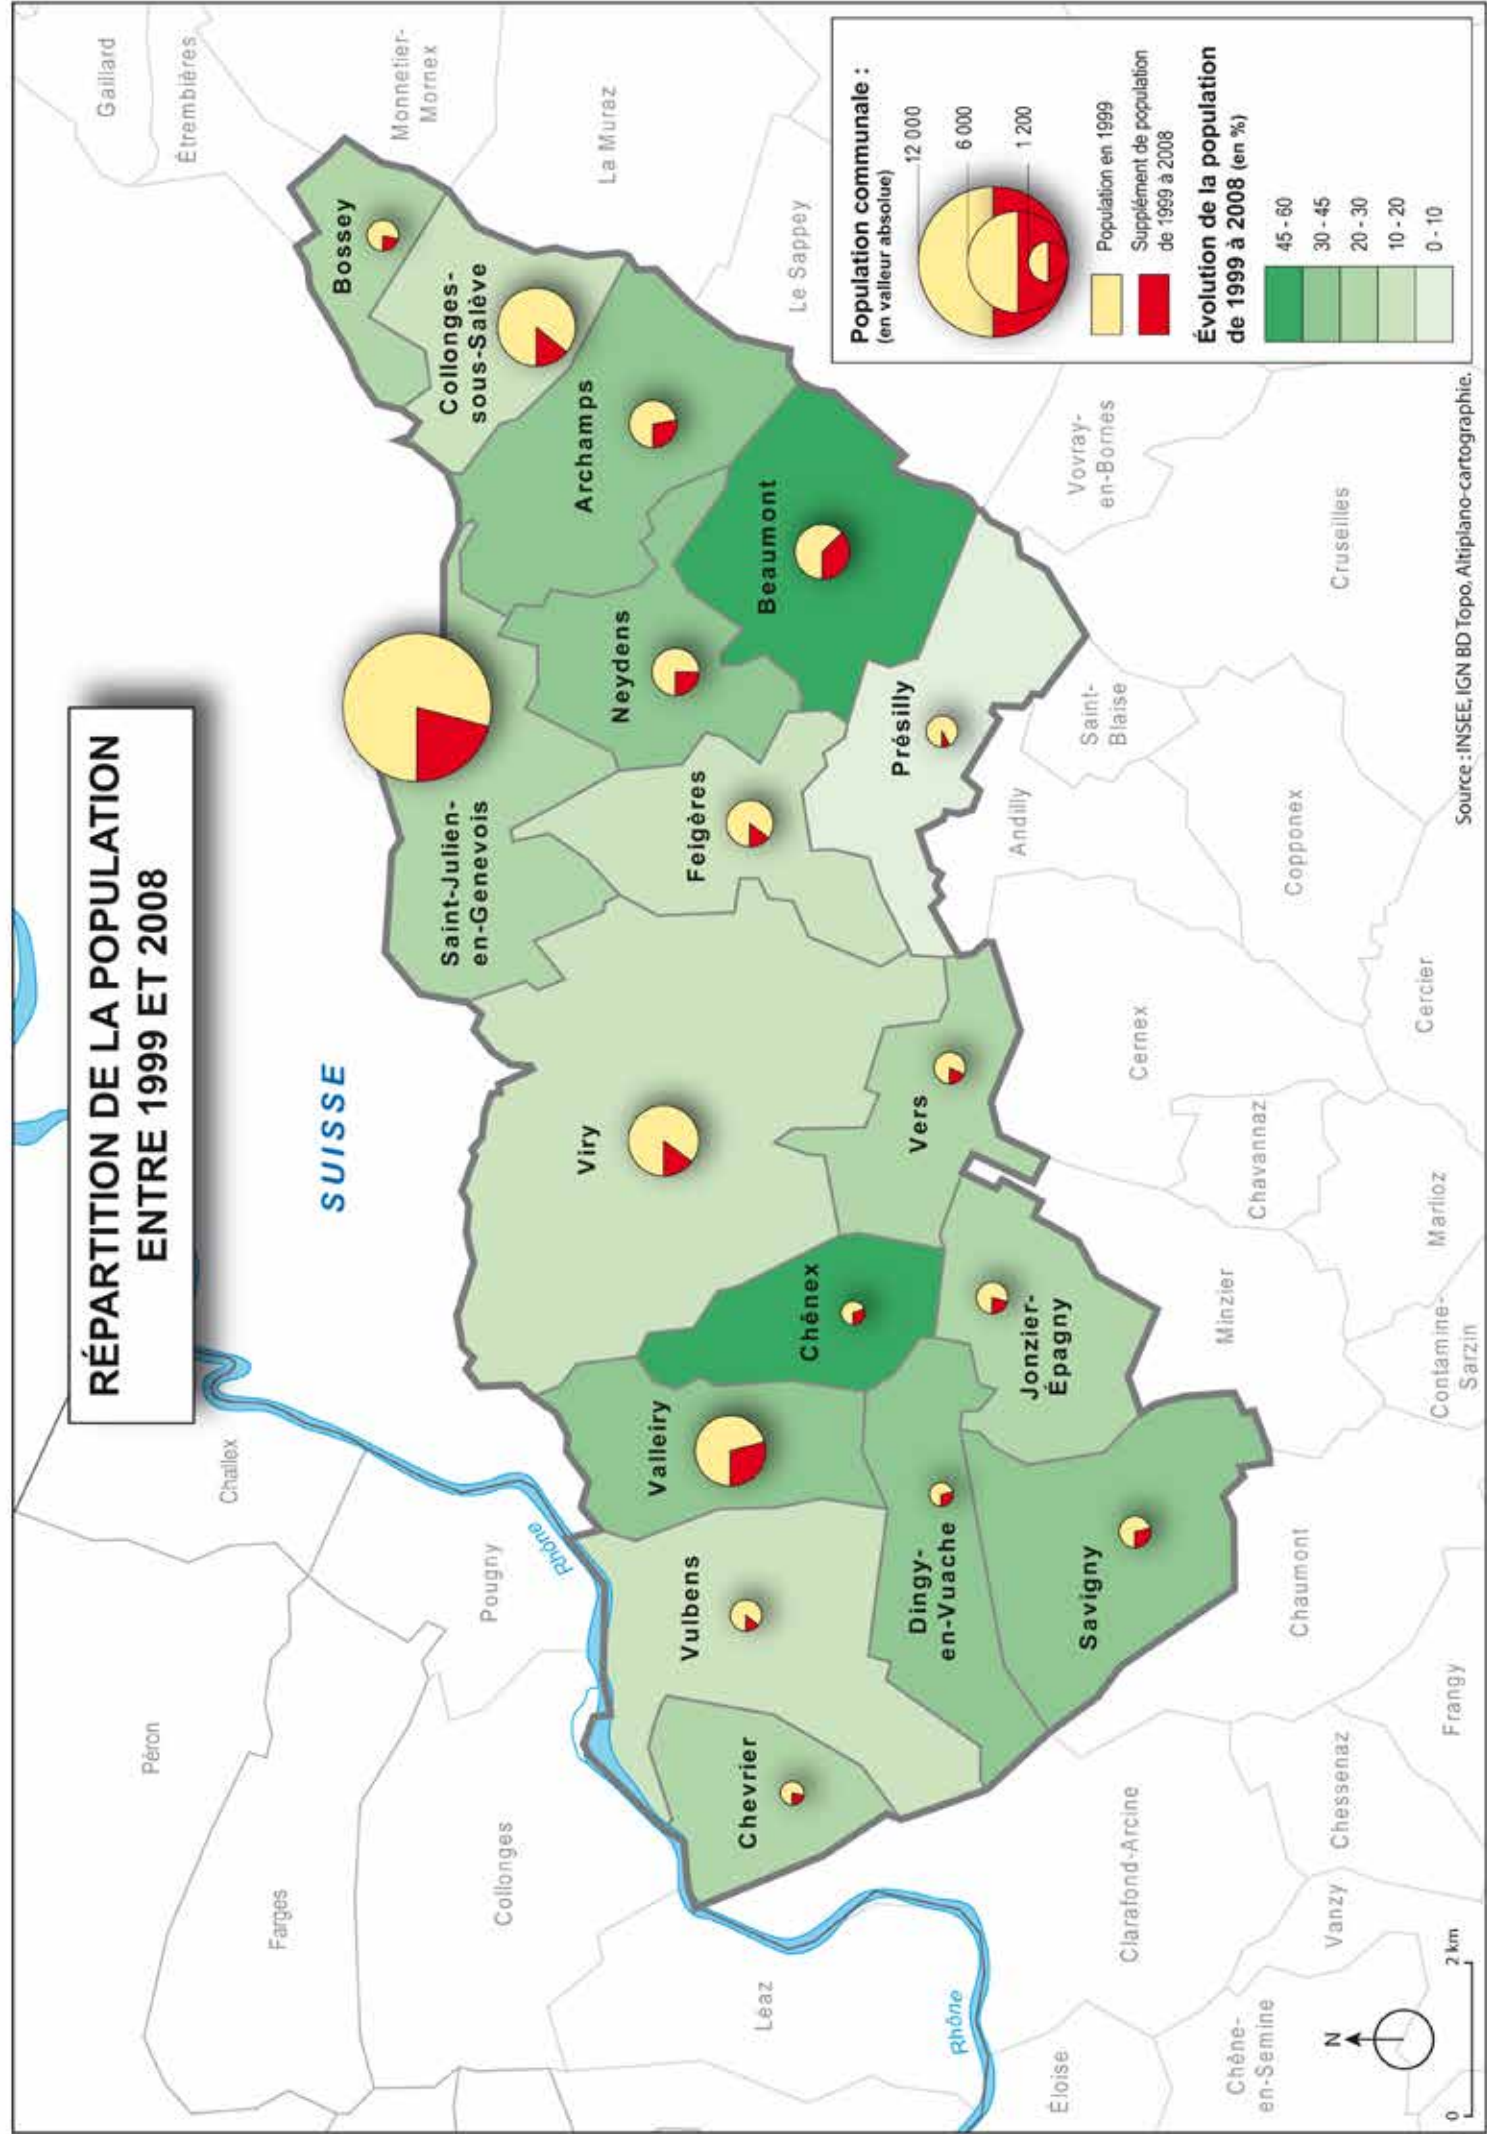 RÉPARTITION DE LA POPULATION
ENTRE 1999 ET 2008
SUISSE
Gaillard
Étrembières
Monnetier-
Mornex
La Muraz
Le Sappey
Bossey
Collonges-
sous-Salève
Archamps
Beaumont
Neydens
Saint-Julien-
en-Genevois
Feigères
Présilly
Viry
Vers
Chênex
Jonzier-
Épagny
Valleiry
Vulbens
Dingy-
en-Vuache
Savigny
Chevrier
Challex
Pougny
Péron
Farges
Collonges
Léaz
Rhône
Rhône
Éloise
Chêne-
en-Semine
Clarafond-Arcine
Vanzy
Chessenaz
Frangy
Chaumont
Minzier
Contamine-
Sarzin
Marlioz
Chavannaz
Cernex
Cercier
Copponex
Andilly
Saint-
Blaise
Cruseilles
Vovray-
en-Bornes
Population communale :
(en valleur absolue)
12 000
6 000
1 200
Population en 1999
Supplément de population
de 1999 à 2008
Évolution de la population
de 1999 à 2008 (en %)
45 - 60
30 - 45
20 - 30
10 - 20
0 - 10
Source : INSEE, IGN BD Topo, Altiplano-cartographie.
N
0
2 km